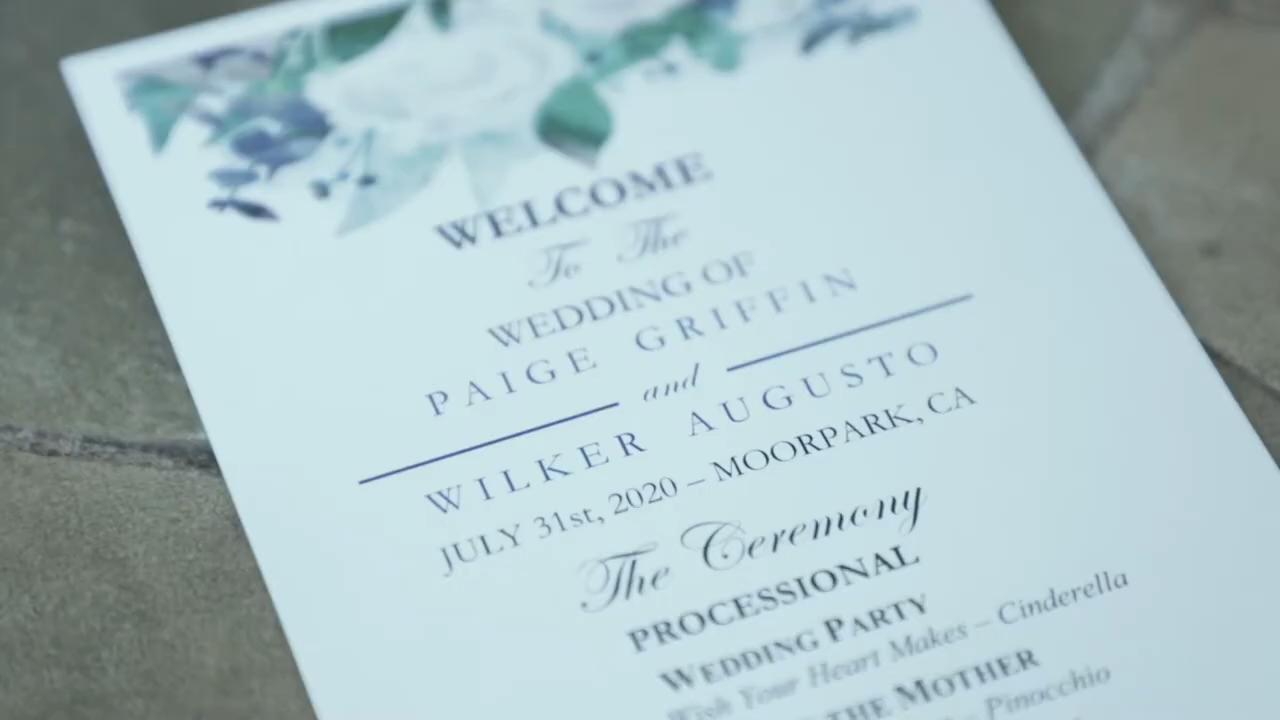 WELCOME
To The
WEDDING OF
PAIGE GRIFFIN
and
WILKER AUGUSTO
JULY 31st, 2020 – MOORPARK, CA
The Ceremony
PROCESSIONAL
WEDDING PARTY
Wish Your Heart Makes – Cinderella
THE MOTHER
– Pinocchio